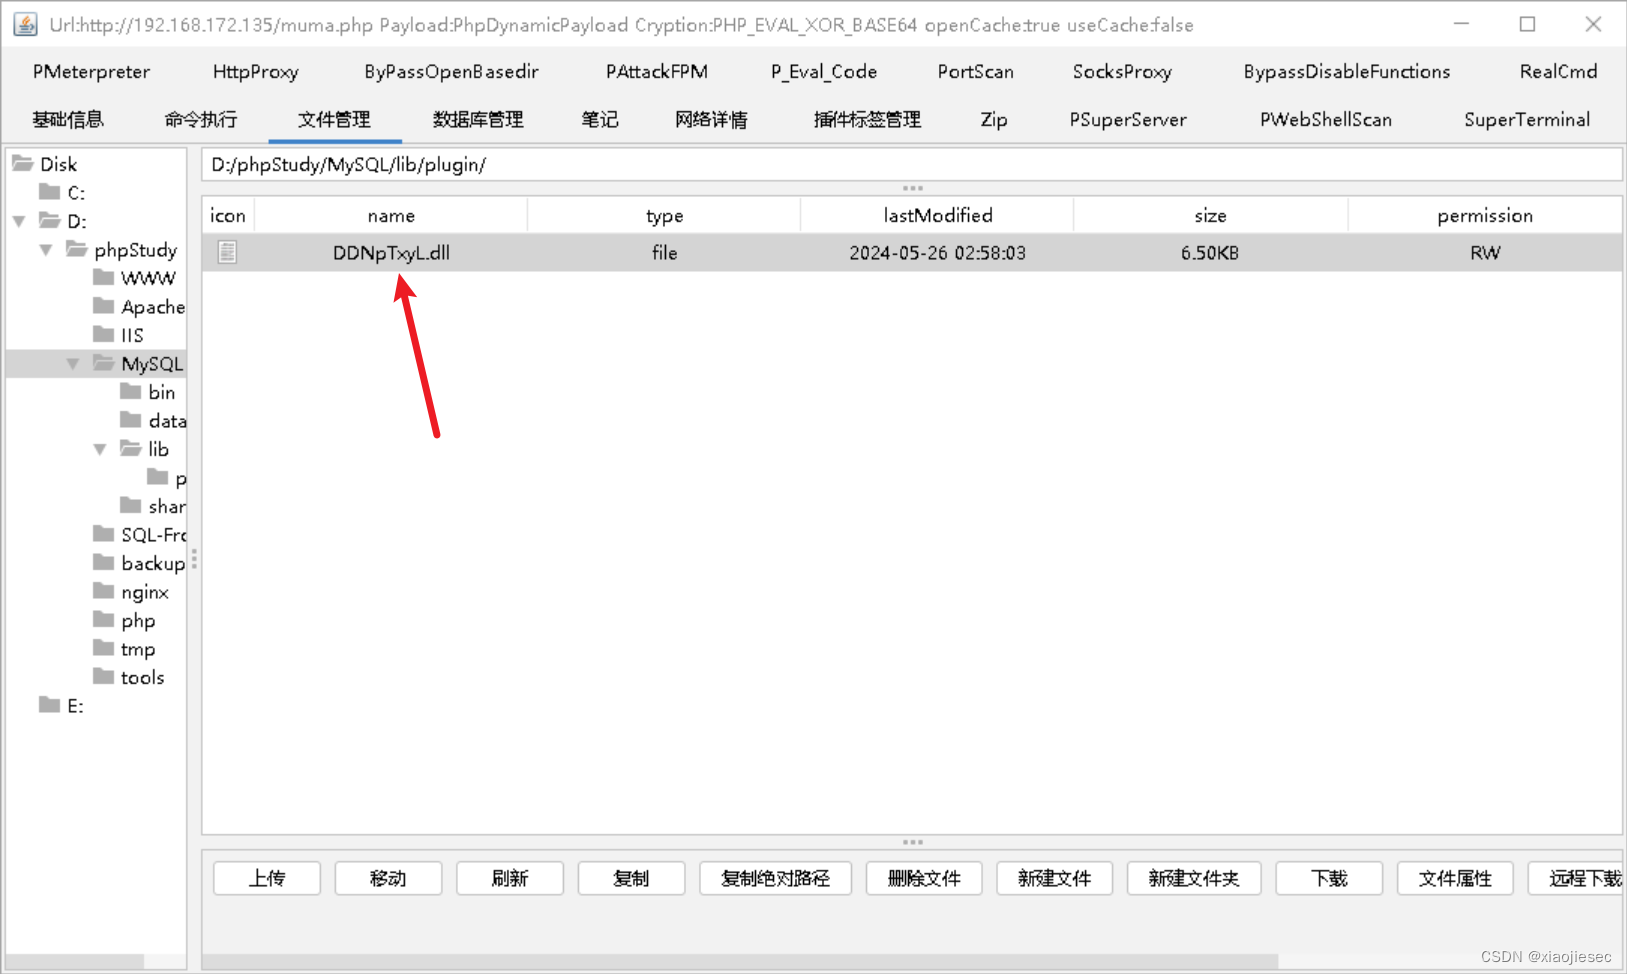 Url:http://192.168.172.135/muma.php Payload:PhpDynamicPayload Cryption:PHP_EVAL_XOR_BASE64 openCache:true useCache:false
PMeterpreter HttpProxy ByPassOpenBasedir PAttackFPM P_Eval_Code PortScan SocksProxy BypassDisableFunctions RealCmd
基础信息 命令执行 文件管理 数据库管理 笔记 网络详情 插件标签管理 Zip PSuperServer PWebShellScan SuperTerminal
Disk
C:
D:
phpStudy
WWW
Apache
IIS
MySQL
bin
data
lib
p
shar
SQL-Fro
backup
nginx
php
tmp
tools
E:
D:/phpStudy/MySQL/lib/plugin/
icon name type lastModified size permission
DDNpTxyL.dll file 2024-05-26 02:58:03 6.50KB RW
上传 移动 刷新 复制 复制绝对路径 删除文件 新建文件 新建文件夹 下载 文件属性 远程下载
CSDN @xiaojiesec